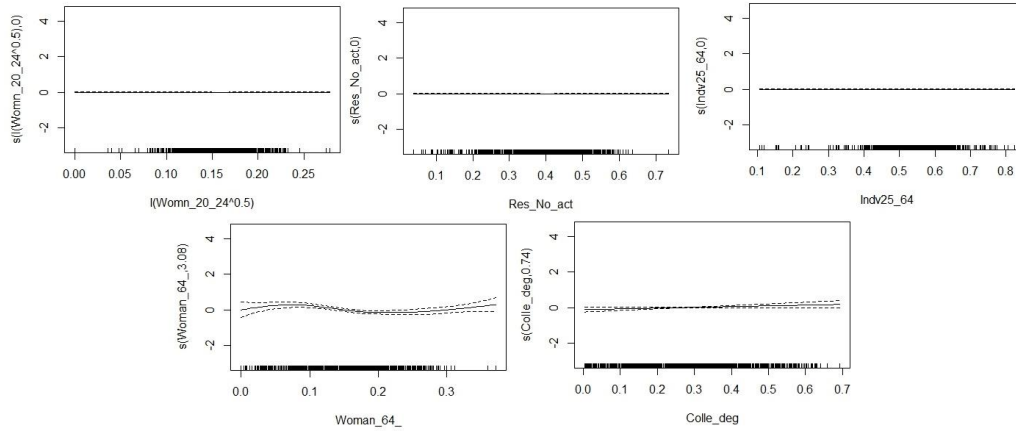 s(I(Womn_20_24^0.5),0)
4
2
0
-2
0.00 0.05 0.10 0.15 0.20 0.25
I(Womn_20_24^0.5)
s(Res_No_act,0)
4
2
0
-2
0.1 0.2 0.3 0.4 0.5 0.6 0.7
Res_No_act
s(Indv25_64,0)
4
2
0
-2
0.1 0.2 0.3 0.4 0.5 0.6 0.7 0.8
Indv25_64
s(Woman_64_,3.08)
4
2
0
-2
0.0 0.1 0.2 0.3
Woman_64_
s(Colle_deg,0.74)
4
2
0
-2
0.0 0.1 0.2 0.3 0.4 0.5 0.6 0.7
Colle_deg